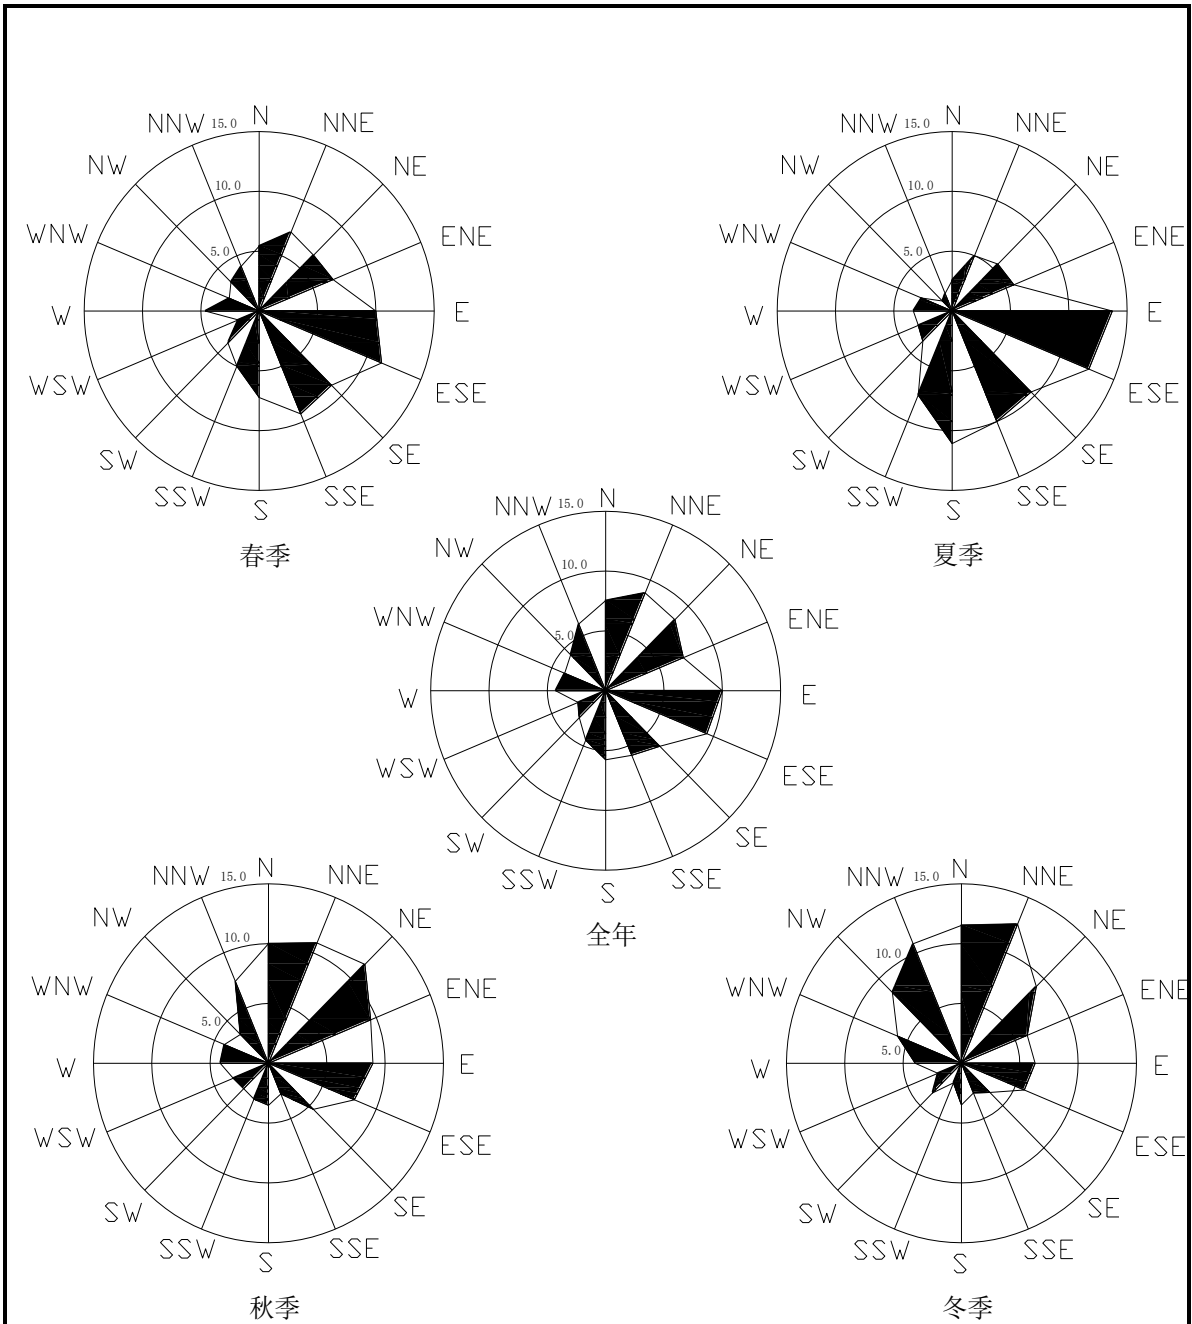 N
NNW 15.0 NNE
NW NE
10.0
WNW ENE
5.0
W E
WSW ESE
SW SE
SSW SSE
S
春季
N
NNW 15.0 NNE
NW NE
10.0
WNW ENE
5.0
W E
WSW ESE
SW SE
SSW SSE
S
夏季
N
NNW 15.0 NNE
NW NE
10.0
WNW ENE
5.0
W E
WSW ESE
SW SE
SSW SSE
S
全年
N
NNW 15.0 NNE
NW NE
10.0
WNW ENE
5.0
W E
WSW ESE
SW SE
SSW SSE
S
秋季
N
NNW 15.0 NNE
NW NE
10.0
WNW ENE
5.0
W E
WSW ESE
SW SE
SSW SSE
S
冬季